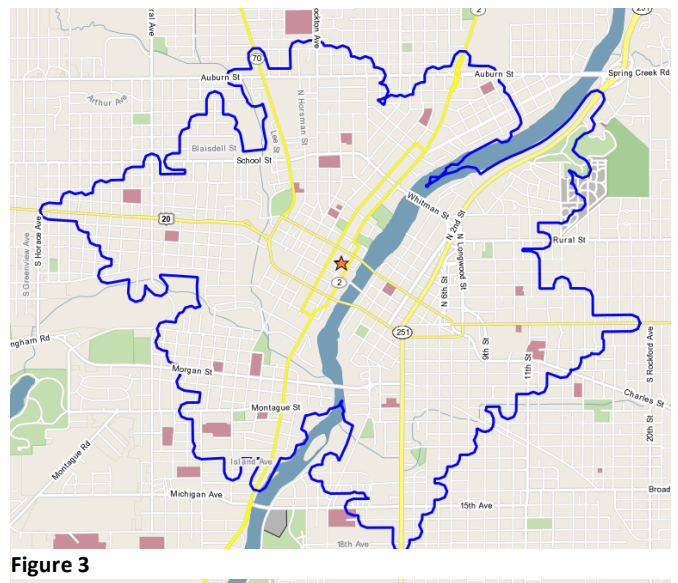 2
251
70
Auburn St
Auburn St
Spring Creek Rd
Arthur Ave
N Horsman St
Lee St
Blaisdell St
School St
Whitman St
20
S Horace Ave
S Greenview Ave
N 2nd St
N Longwood St
Rural St
2
N 6th St
251
9th St
11th St
S Rockford Ave
ingham Rd
Morgan St
Charles St
Montague St
20th St
Montague Rd
Island Ave
Michigan Ave
15th Ave
Broad
18th Ave
Figure 3